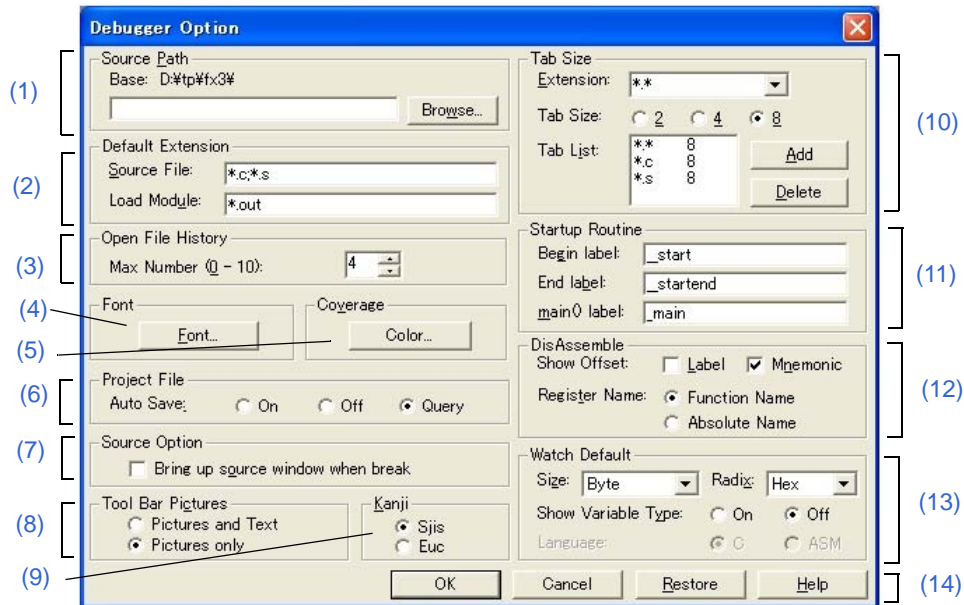 Debugger Option
(1)
Source Path
Base: D:¥tp¥fx3¥
Browse...
(2)
Default Extension
Source File: *.c;*.s
Load Module: *.out
(3)
Open File History
Max Number (0 - 10): 4
(4)
Font
Font...
(5)
Coverage
Color...
(6)
Project File
Auto Save: On Off Query
(7)
Source Option
Bring up source window when break
(8)
Tool Bar Pictures
Pictures and Text
Pictures only
(9)
Kanji
Sjis
Euc
Tab Size
Extension: *.*
Tab Size: 2 4 8
Tab List: *.* 8
*.c 8
*.s 8
Add
Delete
(10)
Startup Routine
Begin label: __start
End label: __startend
main() label: _main
(11)
DisAssemble
Show Offset: Label Mnemonic
Register Name: Function Name
Absolute Name
(12)
Watch Default
Size: Byte Radix: Hex
Show Variable Type: On Off
Language: C ASM
(13)
OK Cancel Restore Help
(14)